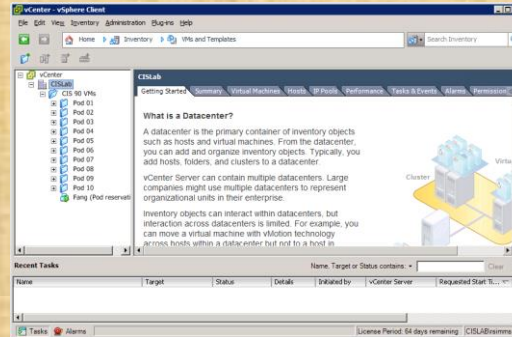 vCenter - vSphere Client
File Edit View Inventory Administration Plug-ins Help
Home Inventory VMs and Templates Search Inventory
vCenter
CISLab
CIS 90 VMs
Pod 01
Pod 02
Pod 03
Pod 04
Pod 05
Pod 06
Pod 07
Pod 08
Pod 09
Pod 10
Fang (Pod reservati
CISLab
Getting Started Summary Virtual Machines Hosts IP Pools Performance Tasks & Events Alarms Permission
What is a Datacenter?
A datacenter is the primary container of inventory objects
such as hosts and virtual machines. From the datacenter,
you can add and organize inventory objects. Typically, you
add hosts, folders, and clusters to a datacenter.
vCenter Server can contain multiple datacenters. Large
companies might use multiple datacenters to represent
organizational units in their enterprise.
Inventory objects can interact within datacenters, but
interaction across datacenters is limited. For example, you
can move a virtual machine with vMotion technology
across hosts within a datacenter but not to a host in
Cluster
Virtu
Recent Tasks
Name, Target or Status contains: Clear
Name Target Status Details Initiated by vCenter Server Requested Start Ti...
Tasks Alarms License Period: 64 days remaining CISLAB\rsimms